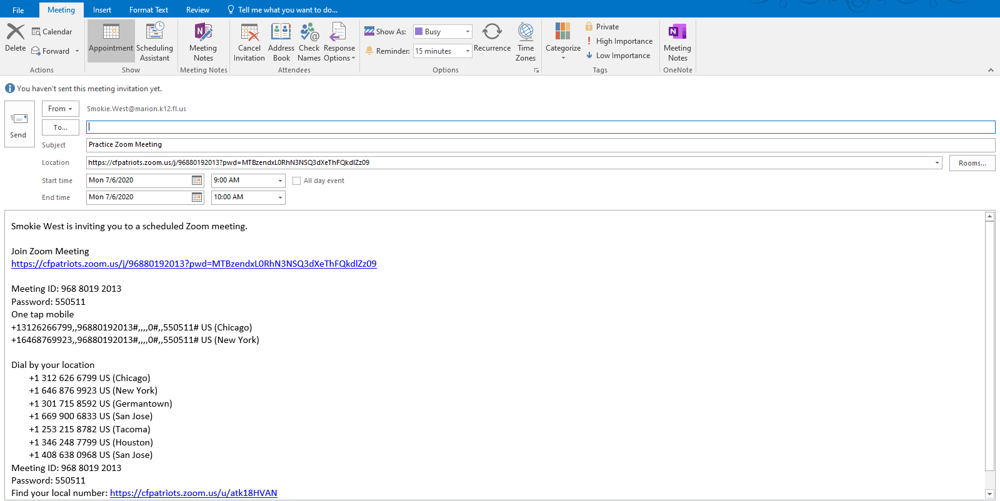 File Meeting Insert Format Text Review Tell me what you want to do...
Delete
Calendar
Forward
Actions
Appointment
Scheduling
Assistant
Show
Meeting
Notes
Meeting Notes
Cancel
Invitation
Address
Book
Check
Names
Response
Options
Attendees
Show As: Busy
Reminder: 15 minutes
Recurrence
Time
Zones
Options
Categorize
Private
High Importance
Low Importance
Tags
Meeting
Notes
OneNote
You haven't sent this meeting invitation yet.
Send
From Smokie.West@marion.k12.fl.us
To...
Subject Practice Zoom Meeting
Location https://cfpatriots.zoom.us/j/96880192013?pwd=MTBzendxL0RhN3NSQ3dXeThFQkdlZz09 Rooms...
Start time Mon 7/6/2020 9:00 AM All day event
End time Mon 7/6/2020 10:00 AM
Smokie West is inviting you to a scheduled Zoom meeting.
Join Zoom Meeting
https://cfpatriots.zoom.us/j/96880192013?pwd=MTBzendxL0RhN3NSQ3dXeThFQkdlZz09
Meeting ID: 968 8019 2013
Password: 550511
One tap mobile
+13126266799,,96880192013#,,,,0#,,550511# US (Chicago)
+16468769923,,96880192013#,,,,0#,,550511# US (New York)
Dial by your location
+1 312 626 6799 US (Chicago)
+1 646 876 9923 US (New York)
+1 301 715 8592 US (Germantown)
+1 669 900 6833 US (San Jose)
+1 253 215 8782 US (Tacoma)
+1 346 248 7799 US (Houston)
+1 408 638 0968 US (San Jose)
Meeting ID: 968 8019 2013
Password: 550511
Find your local number: https://cfpatriots.zoom.us/u/atk18HVAN